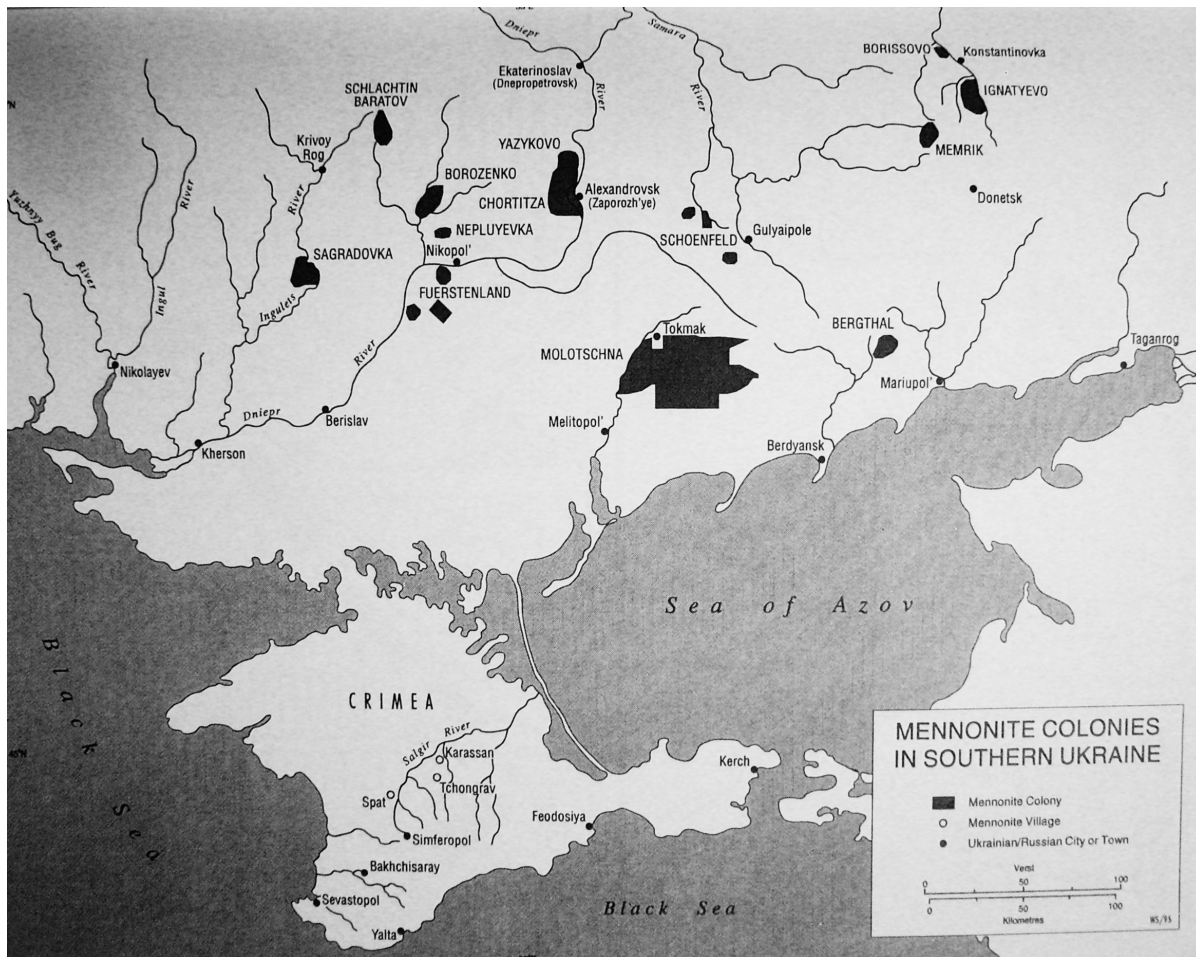 Dniepr
Samara
BORISSOVO
Konstantinovka
Ekaterinoslav
(Dnepropetrovsk)
River
River
SCHLACHTIN
BARATOV
IGNATYEVO
Krivoy
Rog
YAZYKOVO
MEMRIK
BOROZENKO
Alexandrovsk
(Zaporozh'ye)
CHORTITZA
Donetsk
Yuzhnyy Bug
River
River
River
NEPLUYEVKA
SCHOENFELD
Gulyaipole
Nikopol'
SAGRADOVKA
FUERSTENLAND
Ingul
Ingulets
Tokmak
BERGTHAL
MOLOTSCHNA
River
Taganrog
Nikolayev
Mariupol'
Dniepr
Berislav
Melitopol'
Kherson
Berdyansk
Sea of Azov
Black
Sea
CRIMEA
45°N
Salgir River
Karassan
Tchongrav
Spat
Kerch
Simferopol
Feodosiya
Bakhchisaray
Sevastopol
Yalta
Black Sea
MENNONITE COLONIES
IN SOUTHERN UKRAINE
Mennonite Colony
Mennonite Village
Ukrainian/Russian City or Town
Verst
0 50 100
0 50 100
Kilometres
WS/95